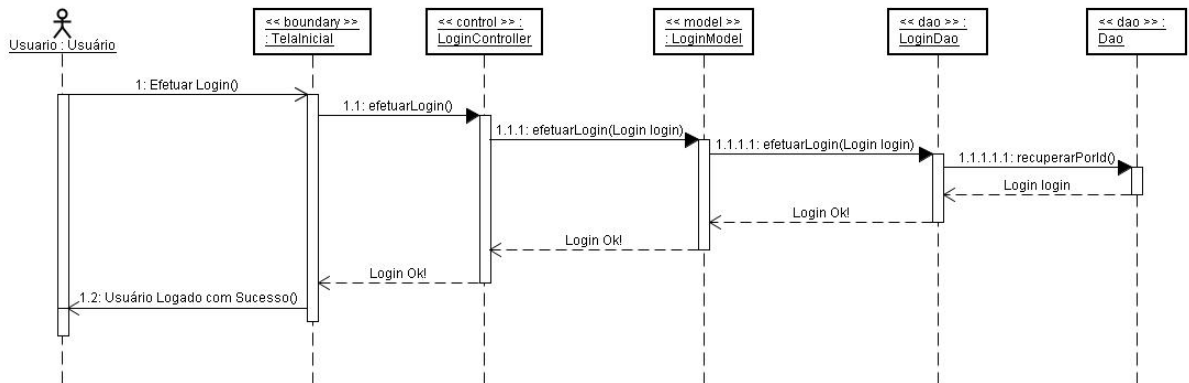 Usuario : Usuário
<< boundary >>
: TelaInicial
<< control >> :
LoginController
<< model >>
: LoginModel
<< dao >> :
LoginDao
<< dao >> :
Dao
1: Efetuar Login()
1.1: efetuarLogin()
1.1.1: efetuarLogin(Login login)
1.1.1.1: efetuarLogin(Login login)
1.1.1.1.1: recuperarPorId()
Login login
Login Ok!
Login Ok!
Login Ok!
1.2: Usuário Logado com Sucesso()